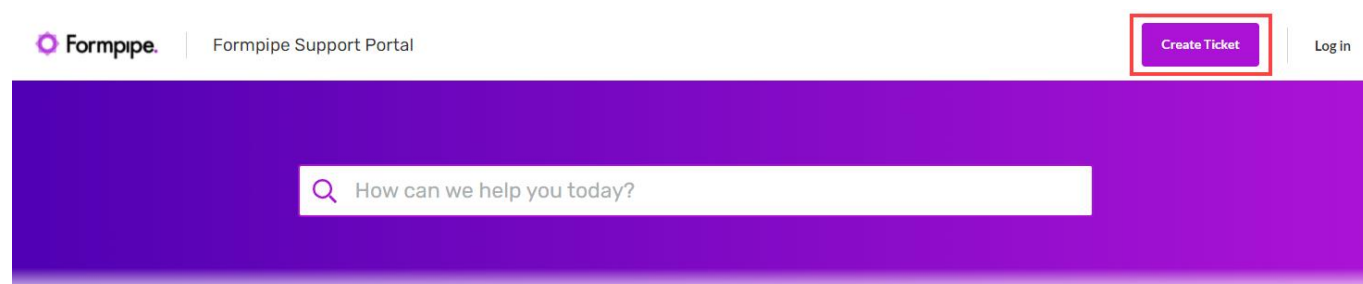 Formpipe. Formpipe Support Portal Create Ticket Log in
How can we help you today?